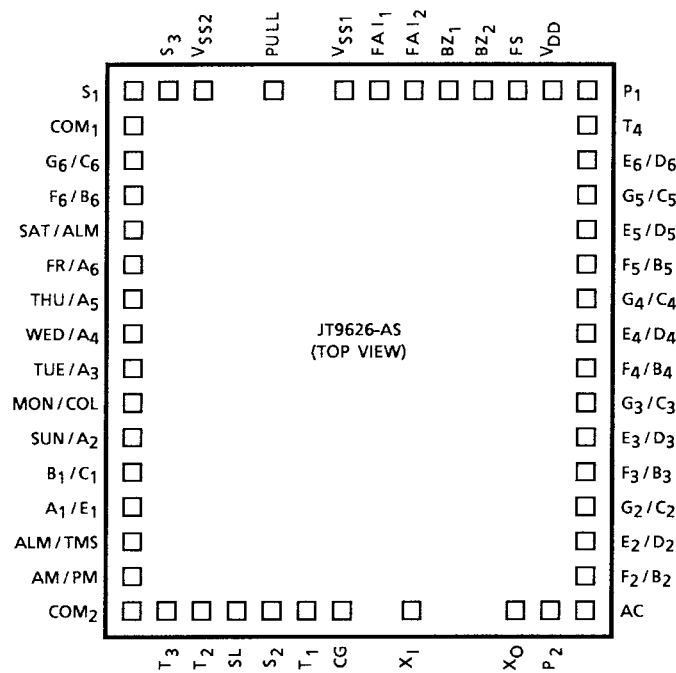 S3
VSS2
PULL
VSS1
FAI1
FAI2
BZ1
BZ2
FS
VDD
S1
P1
COM1
T4
G6/C6
E6/D6
F6/B6
G5/C5
SAT/ALM
E5/D5
FR/A6
F5/B5
THU/A5
G4/C4
WED/A4
E4/D4
JT9626-AS
(TOP VIEW)
TUE/A3
F4/B4
MON/COL
G3/C3
SUN/A2
E3/D3
B1/C1
F3/B3
A1/E1
G2/C2
ALM/TMS
E2/D2
AM/PM
F2/B2
COM2
AC
T3
T2
SL
S2
T1
CG
XI
XO
P2